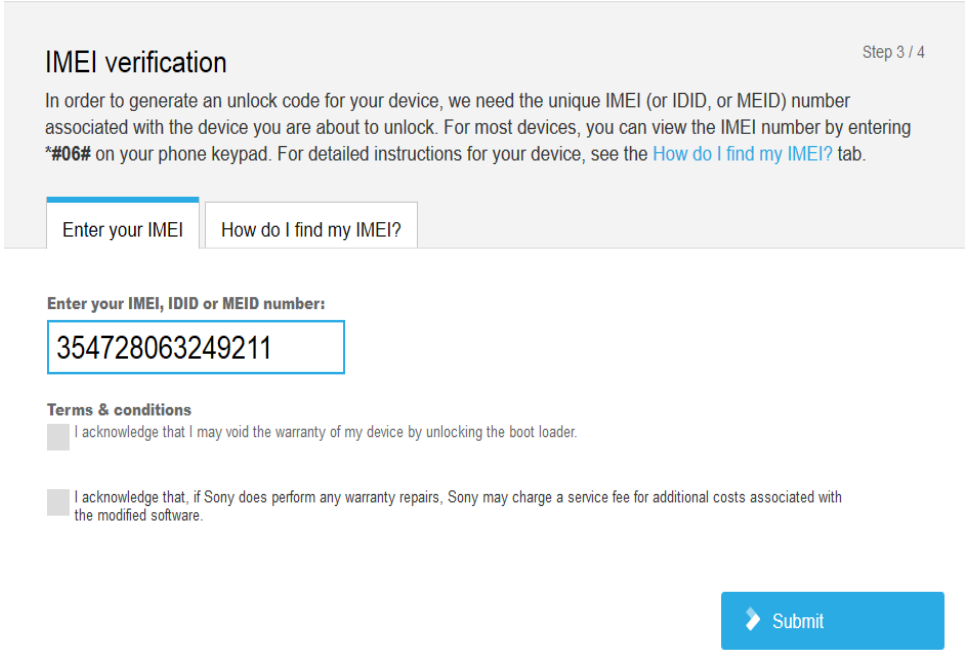 IMEI verification
Step 3 / 4
In order to generate an unlock code for your device, we need the unique IMEI (or IDID, or MEID) number
associated with the device you are about to unlock. For most devices, you can view the IMEI number by entering
*#06# on your phone keypad. For detailed instructions for your device, see the How do I find my IMEI? tab.
Enter your IMEI
How do I find my IMEI?
Enter your IMEI, IDID or MEID number:
354728063249211
Terms & conditions
I acknowledge that I may void the warranty of my device by unlocking the boot loader.
I acknowledge that, if Sony does perform any warranty repairs, Sony may charge a service fee for additional costs associated with
the modified software.
Submit